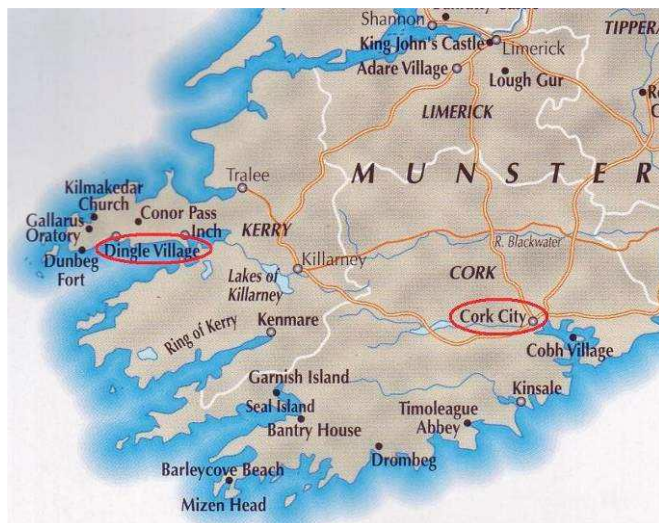 Shannon
King John's Castle
Limerick
TIPPERA
Adare Village
Lough Gur
LIMERICK
MUNSTER
Tralee
Kilmakedar
Church
Conor Pass
Gallarus
Oratory
Inch
KERRY
Dingle Village
Dunbeg
Fort
R. Blackwater
Killarney
Lakes of
Killarney
CORK
Ring of Kerry
Kenmare
Cork City
Cobh Village
Garnish Island
Seal Island
Bantry House
Kinsale
Timoleague
Abbey
Drombeg
Barleycove Beach
Mizen Head